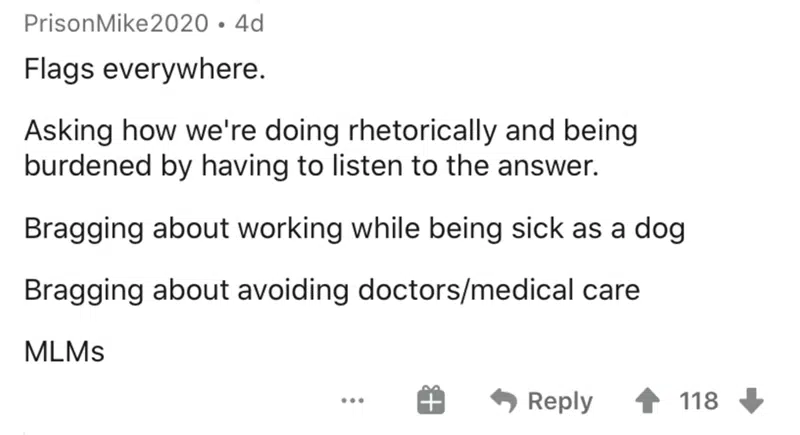 PrisonMike2020 • 4d
Flags everywhere.
Asking how we're doing rhetorically and being
burdened by having to listen to the answer.
Bragging about working while being sick as a dog
Bragging about avoiding doctors/medical care
MLMs
... Reply 118